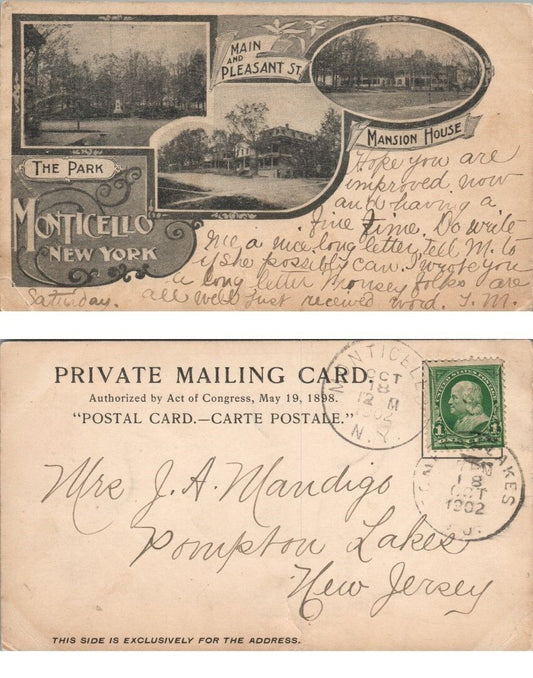 MAIN
AND
PLEASANT ST.
MANSION HOUSE
THE PARK
MONTICELLO
NEW YORK
Hope you are
improved now
and having a
fine time. Do write
me a nice long letter, tell M. to
if she possibly can. I wrote you
a long letter Monsey folks are
all well just received word. J. M.
Saturday.
PRIVATE MAILING CARD.
Authorized by Act of Congress, May 19, 1898.
"POSTAL CARD.—CARTE POSTALE."
MONTICELL
OCT
18
12 M
1902
N.Y.
1
LAKES
18
OCT
1902
Mrs J. A. Mandigo
Pompton Lakes
New Jersey
THIS SIDE IS EXCLUSIVELY FOR THE ADDRESS.